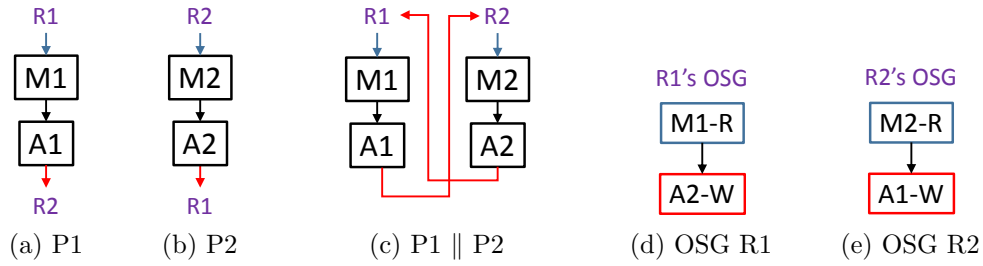 R1
M1
A1
R2
(a) P1
R2
M2
A2
R1
(b) P2
R1
R2
M1
M2
A1
A2
(c) P1 ∥ P2
R1's OSG
M1-R
A2-W
(d) OSG R1
R2's OSG
M2-R
A1-W
(e) OSG R2